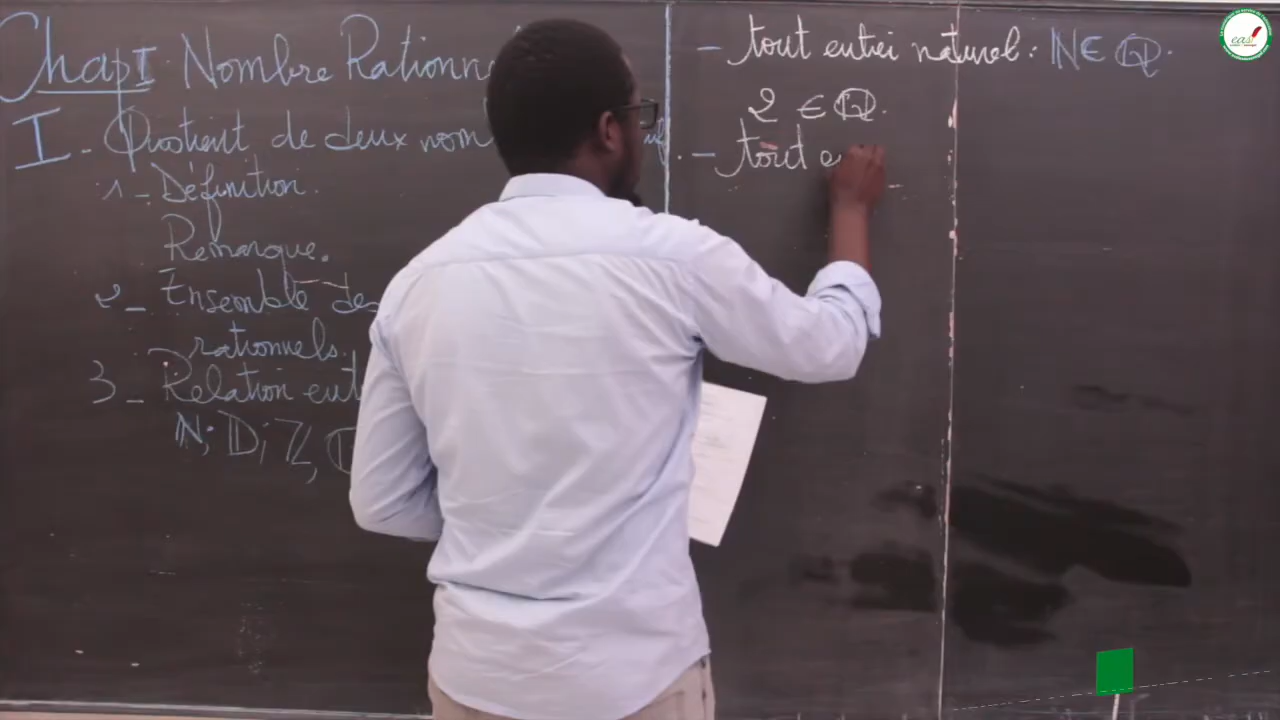 Chap I. Nombre Rationn
I - Quotient de deux nom
1 - Définition.
Remarque.
2 - Ensemble des
rationnels.
3 - Relation ent
N; D; Z,
- tout entier naturel : N ∈ Q.
2 ∈ Q.
- tout e
eas!